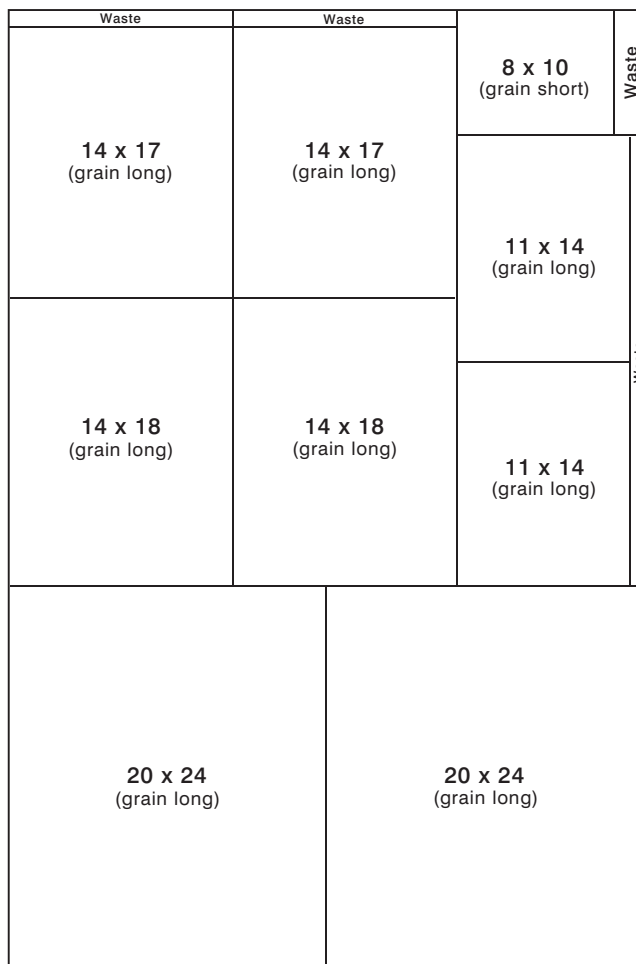 Waste
Waste
8 x 10
(grain short)
Waste
14 x 17
(grain long)
14 x 17
(grain long)
11 x 14
(grain long)
14 x 18
(grain long)
14 x 18
(grain long)
11 x 14
(grain long)
20 x 24
(grain long)
20 x 24
(grain long)